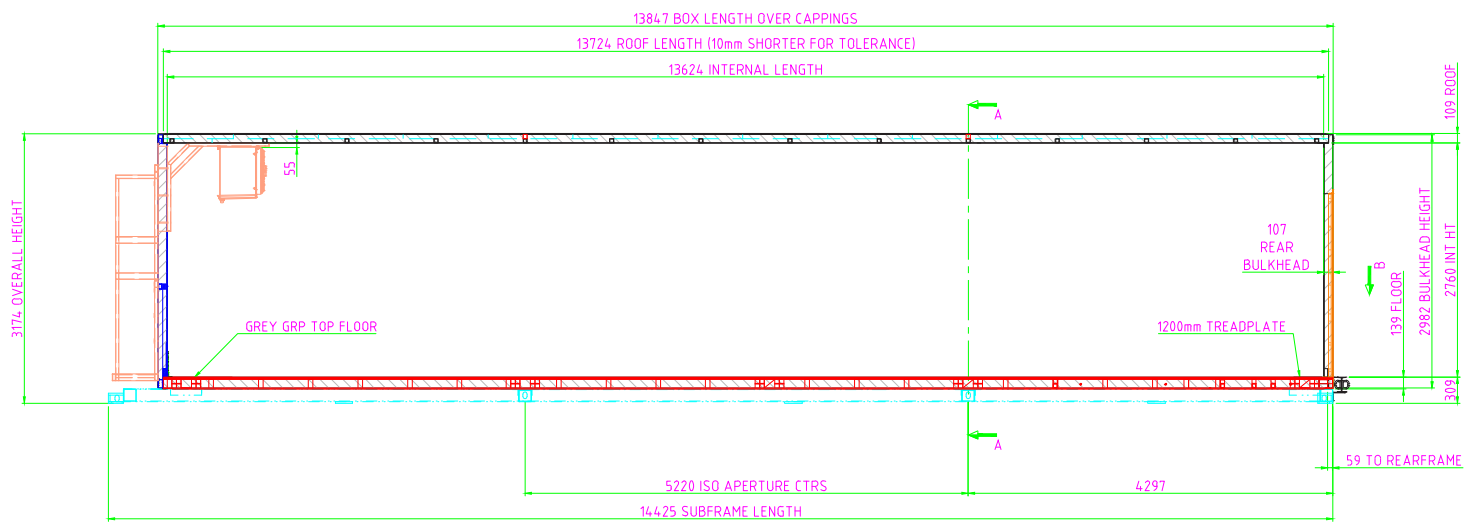 13847 BOX LENGTH OVER CAPPINGS
13724 ROOF LENGTH (10mm SHORTER FOR TOLERANCE)
13624 INTERNAL LENGTH
109 ROOF
A
55
3174 OVERALL HEIGHT
107
REAR
BULKHEAD
B
139 FLOOR
2982 BULKHEAD HEIGHT
2760 INT HT
GREY GRP TOP FLOOR
1200mm TREADPLATE
309
A
59 TO REARFRAME
5220 ISO APERTURE CTRS
4297
14425 SUBFRAME LENGTH